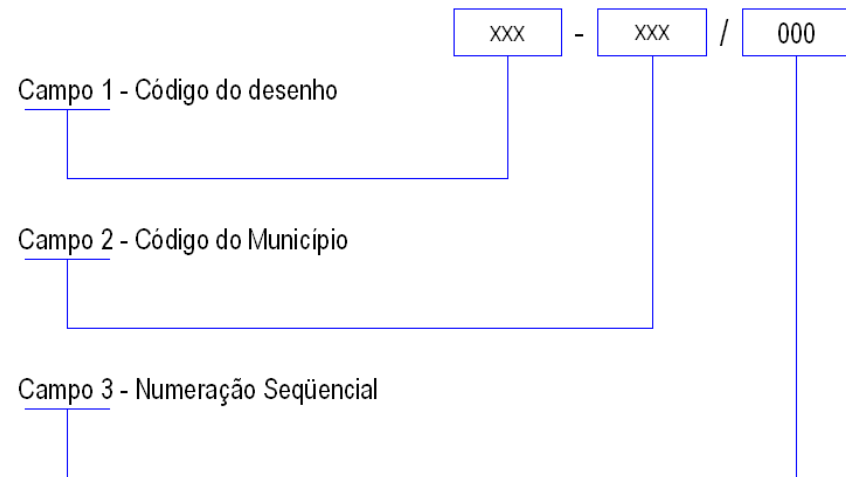 XXX - XXX / 000
Campo 1 - Código do desenho
Campo 2 - Código do Município
Campo 3 - Numeração Seqüencial